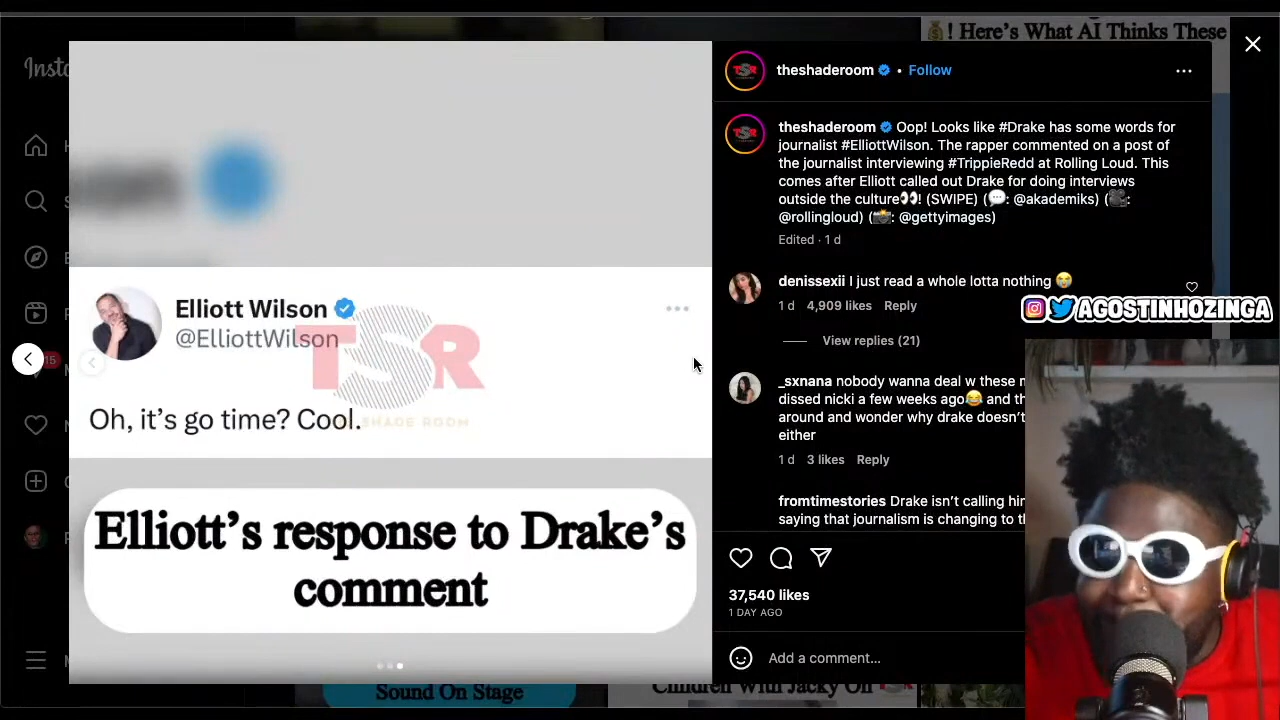 ! Here's What AI Thinks These
theshaderoom • Follow
theshaderoom Oop! Looks like #Drake has some words for
journalist #ElliottWilson. The rapper commented on a post of
the journalist interviewing #TrippieRedd at Rolling Loud. This
comes after Elliott called out Drake for doing interviews
outside the culture👀! (SWIPE) (💬: @akademiks) (🎥:
@rollingloud) (📸: @gettyimages)
Edited · 1 d
denissexii I just read a whole lotta nothing 😭
1 d 4,909 likes Reply
View replies (21)
_sxnana nobody wanna deal w these
dissed nicki a few weeks ago😂 and
around and wonder why drake doesn't
either
1 d 3 likes Reply
fromtimestories Drake isn't calling
saying that journalism is changing to
37,540 likes
1 DAY AGO
Add a comment...
Elliott Wilson
@ElliottWilson
TSR
SHADE ROOM
Oh, it's go time? Cool.
Elliott's response to Drake's
comment
15
AGOSTINHOZINGA
Sound On Stage
Children With Jacky Oh